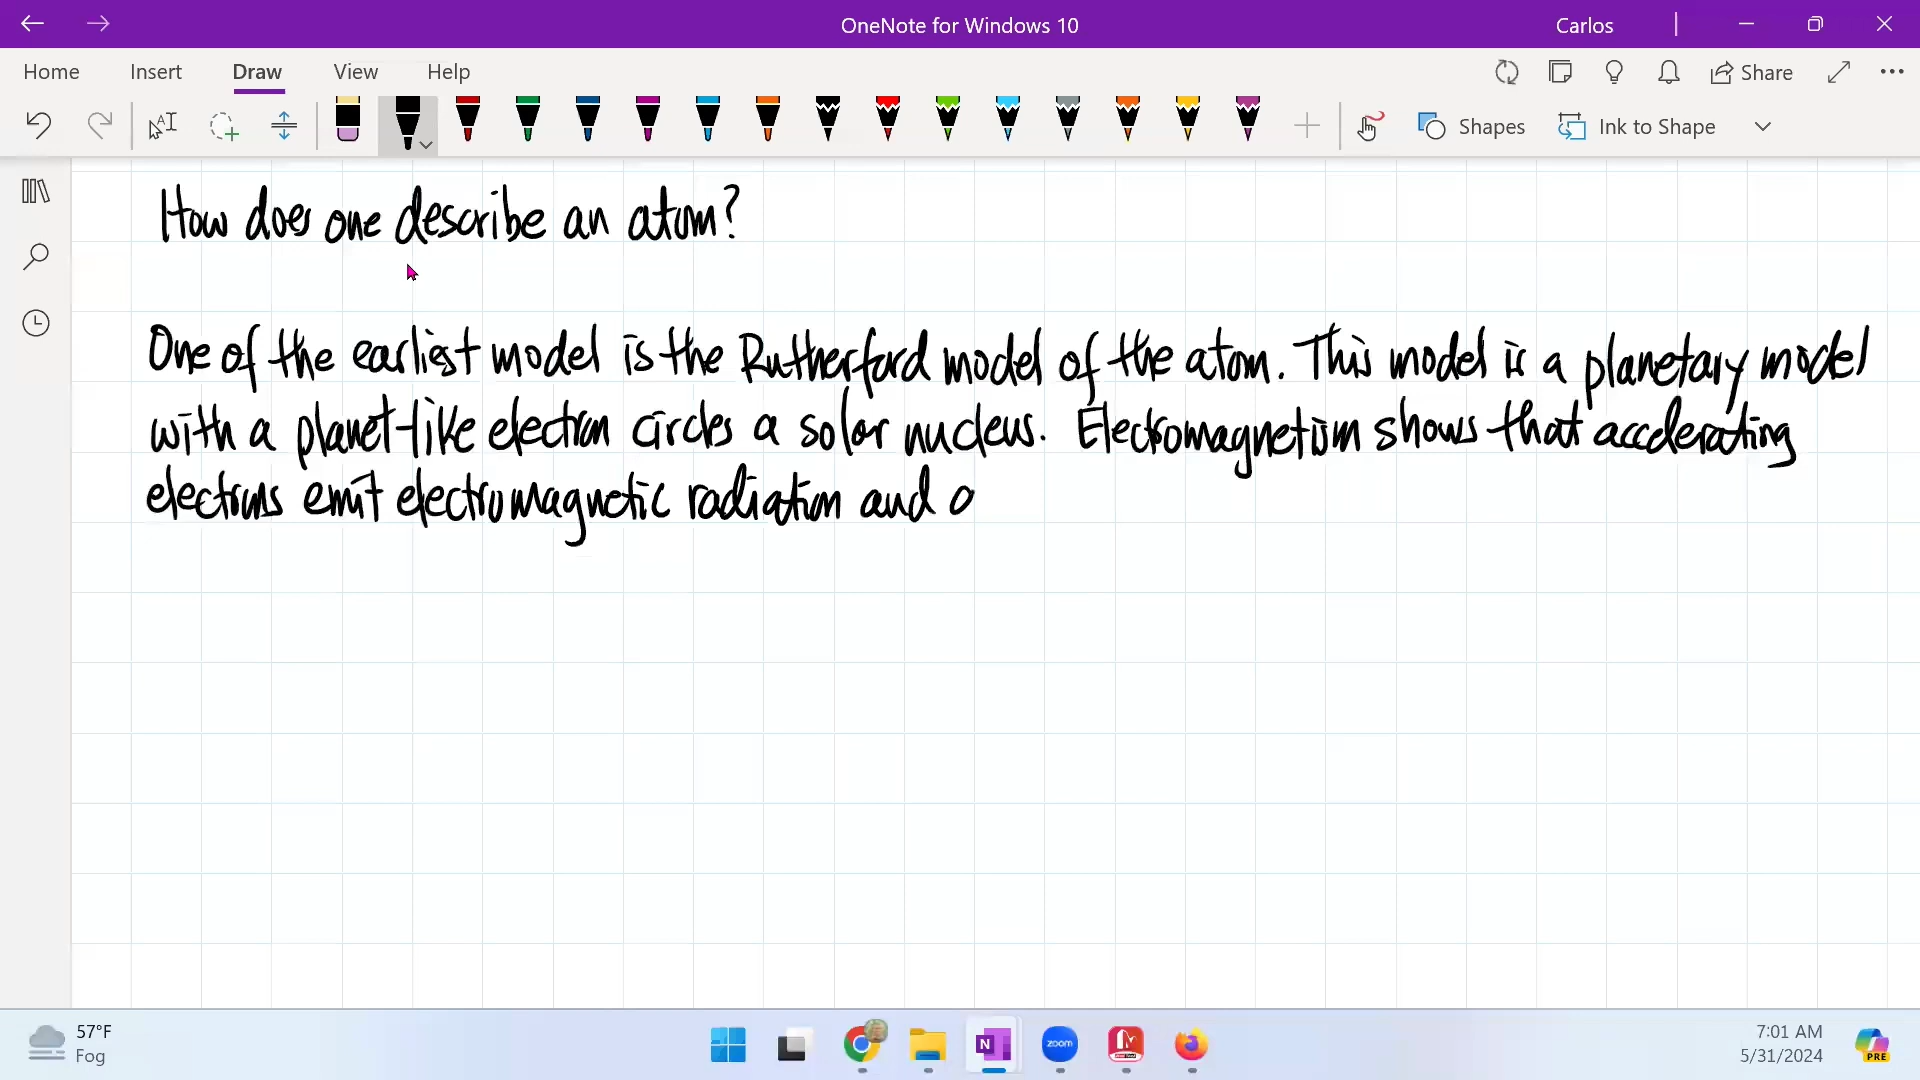 OneNote for Windows 10
Carlos
Home Insert Draw View Help
Share
Shapes
Ink to Shape
How does one describe an atom?
One of the earliest model is the Rutherford model of the atom. This model is a planetary model
with a planet-like electron circles a solar nucleus. Electromagnetism shows that accelerating
electrons emit electromagnetic radiation and o
57°F
Fog
N
zoom
7:01 AM
5/31/2024
PRE